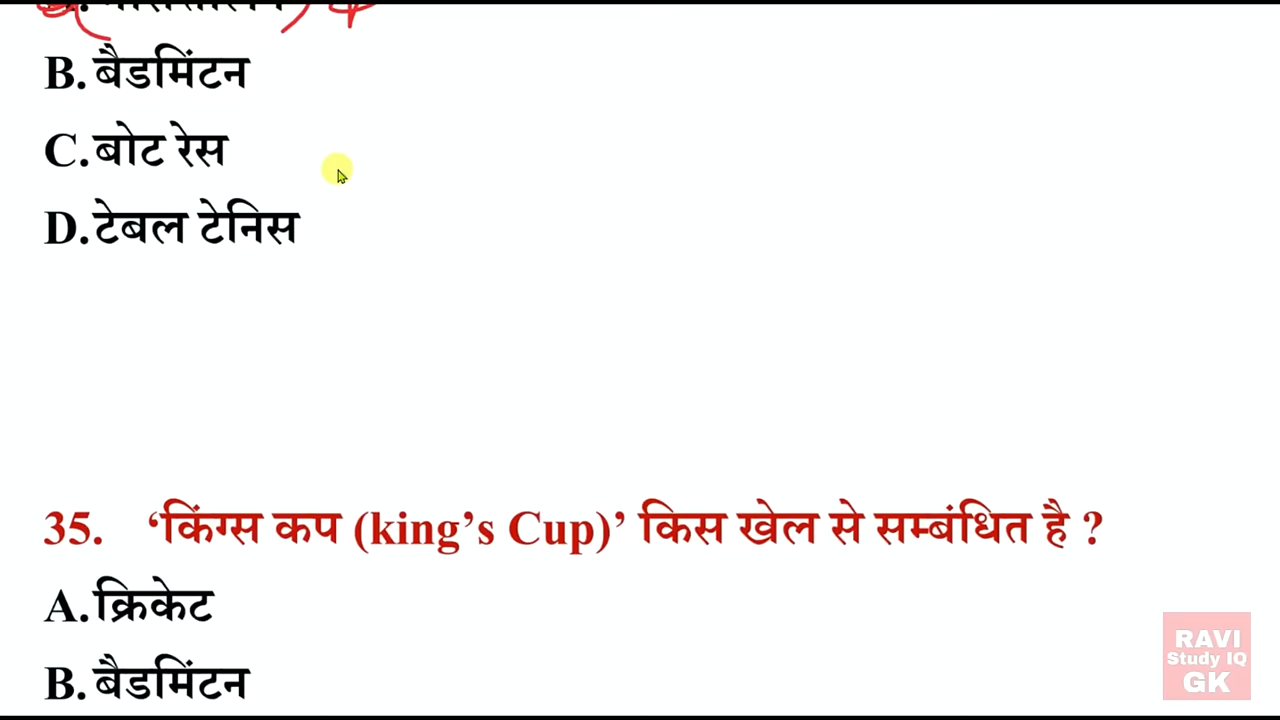 B. बैडमिंटन
C. बोट रेस
D. टेबल टेनिस
35. ‘किंग्स कप (king’s Cup)’ किस खेल से सम्बंधित है ?
A. क्रिकेट
B. बैडमिंटन
RAVI
Study IQ
GK